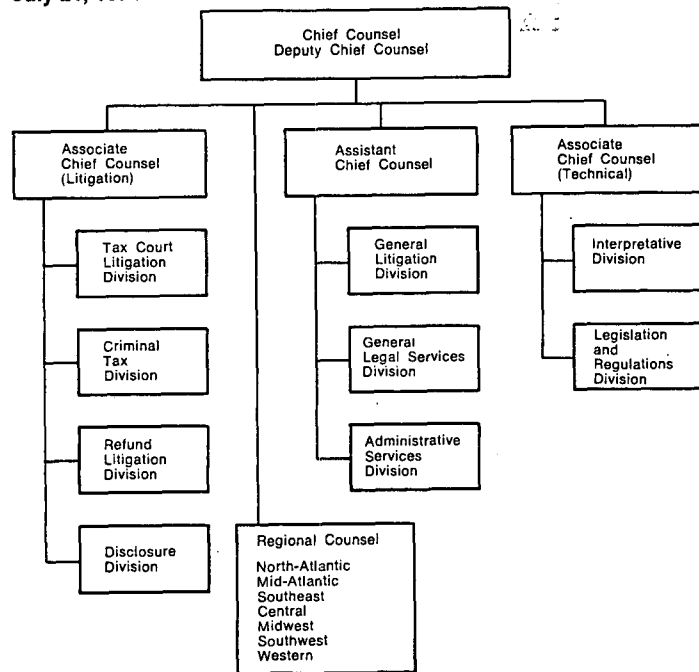 July 21,
Chief Counsel
Deputy Chief Counsel
Associate
Chief Counsel
(Litigation)
Assistant
Chief Counsel
Associate
Chief Counsel
(Technical)
Tax Court
Litigation
Division
Criminal
Tax
Division
Refund
Litigation
Division
Disclosure
Division
General
Litigation
Division
General
Legal Services
Division
Administrative
Services
Division
Interpretative
Division
Legislation
and
Regulations
Division
Regional Counsel
North-Atlantic
Mid-Atlantic
Southeast
Central
Midwest
Southwest
Western